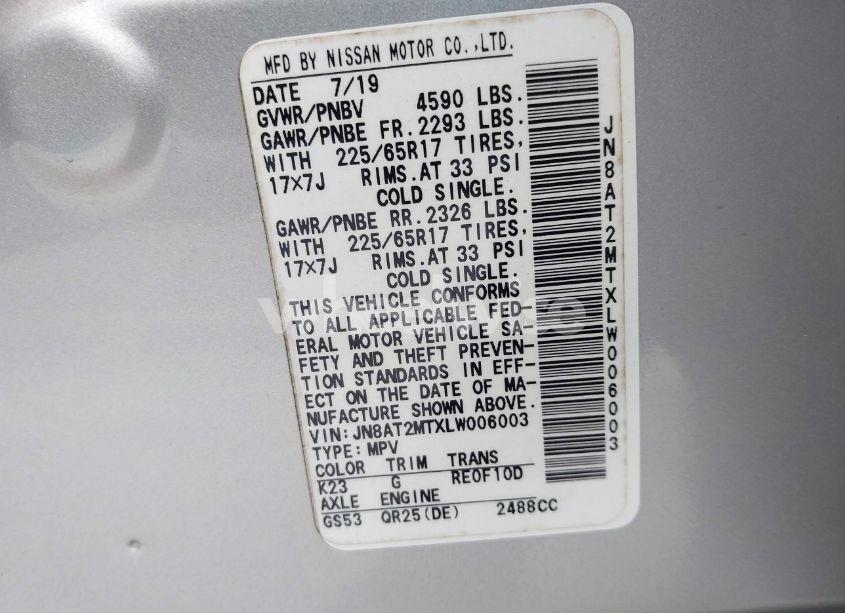 MFD BY NISSAN MOTOR CO.,LTD.
DATE 7/19
GVWR/PNBV 4590 LBS.
GAWR/PNBE FR.2293 LBS.
WITH 225/65R17 TIRES,
17×7J RIMS.AT 33 PSI
COLD SINGLE.
GAWR/PNBE RR.2326 LBS.
WITH 225/65R17 TIRES,
17×7J RIMS.AT 33 PSI
COLD SINGLE.
THIS VEHICLE CONFORMS
TO ALL APPLICABLE FED-
ERAL MOTOR VEHICLE SA-
FETY AND THEFT PREVEN-
TION STANDARDS IN EFF-
ECT ON THE DATE OF MA-
NUFACTURE SHOWN ABOVE.
VIN:JN8AT2MTXLW006003
TYPE:MPV
COLOR TRIM TRANS
K23 G RE0F10D
AXLE ENGINE
GS53 QR25(DE) 2488CC
JN8AT2MTXLW006003